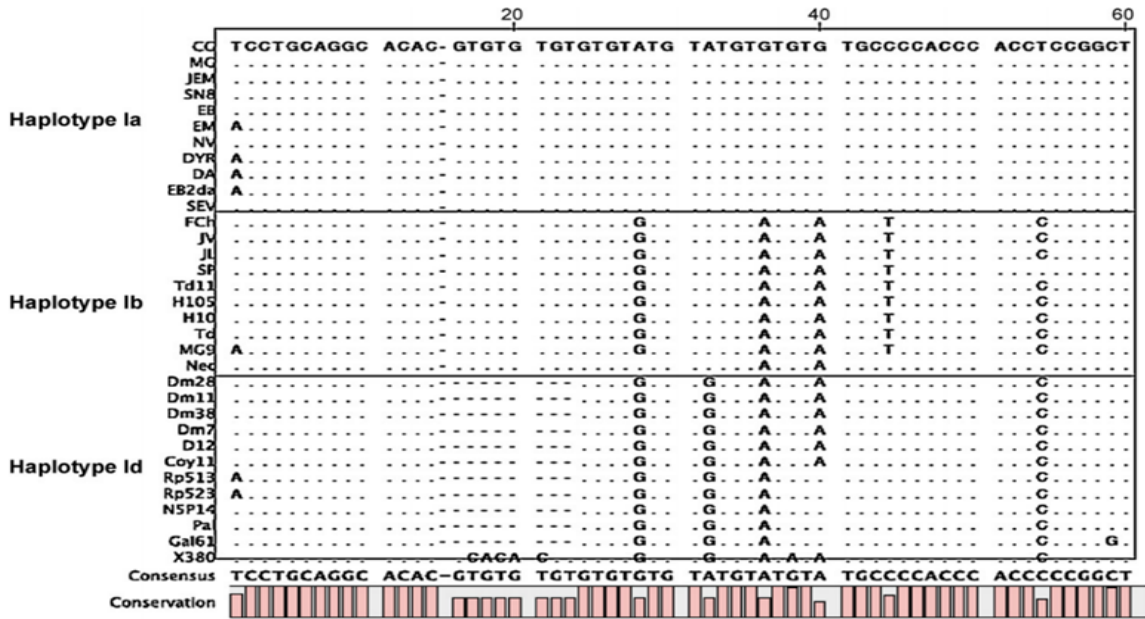 20 40 60
CC TCCTGCAGGC ACAC-GTGTG TGTGTGTATG TATGTGTGTG TGCCCCACCC ACCTCCGGCT
MC .......... ....-..... .......... .......... .......... ..........
JEM .......... ....-..... .......... .......... .......... ..........
SN8 .......... ....-..... .......... .......... .......... ..........
EB .......... ....-..... .......... .......... .......... ..........
Haplotype Ia
EM A......... ....-..... .......... .......... .......... ..........
NV .......... ....-..... .......... .......... .......... ..........
DYR A......... ....-..... .......... .......... .......... ..........
DA A......... ....-..... .......... .......... .......... ..........
EB2da A......... ....-..... .......... .......... .......... ..........
SEV .......... ....-..... .......... .......... .......... ..........
FCh .......... ....-..... .......G.. .....A...A ...T...... ...C......
JV .......... ....-..... .......G.. .....A...A ...T...... ...C......
JL .......... ....-..... .......G.. .....A...A ...T...... ...C......
SP .......... ....-..... .......G.. .....A...A ...T...... ..........
Td11 .......... ....-..... .......G.. .....A...A ...T...... ...C......
Haplotype Ib
H105 .......... ....-..... .......G.. .....A...A ...T...... ...C......
H10 .......... ....-..... .......G.. .....A...A ...T...... ...C......
Td .......... ....-..... .......G.. .....A...A ...T...... ...C......
MG9 A......... ....-..... .......G.. .....A...A ...T...... ...C......
Nec .......... ....-..... .......... .....A...A .......... ..........
Dm28 .......... ....------ ---....G.. .G...A...A .......... ...C......
Dm11 .......... ....------ ---....G.. .G...A...A .......... ...C......
Dm38 .......... ....------ ---....G.. .G...A...A .......... ...C......
Dm7 .......... ....------ ---....G.. .G...A...A .......... ...C......
D12 .......... ....------ ---....G.. .G...A...A .......... ...C......
Haplotype Id
Coy11 .......... ....------ ---....G.. .G...A...A .......... ...C......
Rp513 A......... ....------ ---....G.. .G...A.... .......... ...C......
Rp523 A......... ....------ ---....G.. .G...A.... .......... ...C......
N5P14 .......... ....------ ---....G.. .G...A.... .......... ...C......
Pal .......... ....------ ---....G.. .G...A.... .......... ...C......
Gal61 .......... ....------ ---....G.. .G...A.... .......... ...C....G.
X380 .......... ......CACA C......G.. .G...A.A.A .......... ...C......
Consensus TCCTGCAGGC ACAC-GTGTG TGTGTGTGTG TATGTATGTA TGCCCCACCC ACCCCCGGCT
Conservation